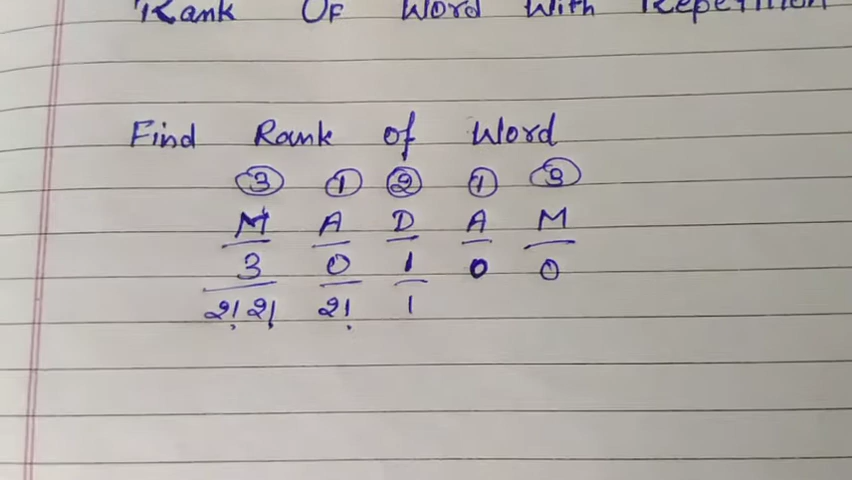 Rank Of Word With Repetition
Find Rank of Word
3 1 2 1 3
M A D A M
3 0 1 0 0
2! 2! 2! 1